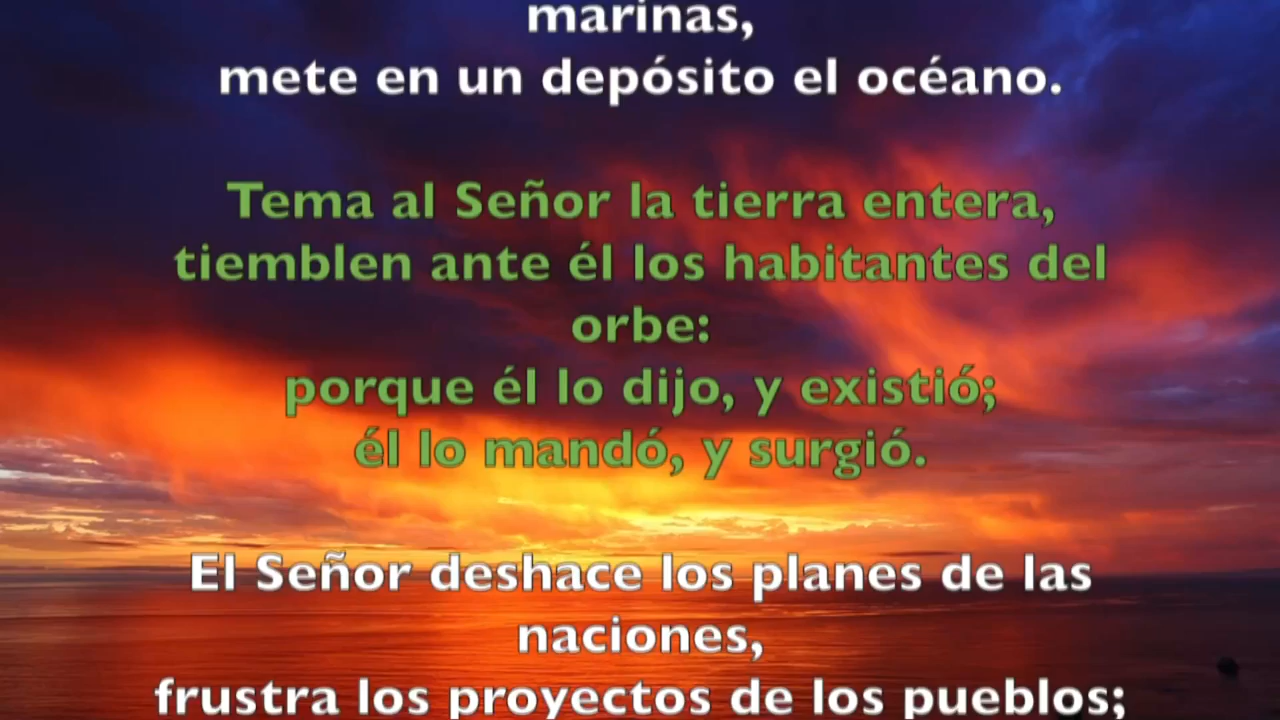 marinas,
mete en un depósito el océano.
Tema al Señor la tierra entera,
tiemblen ante él los habitantes del
orbe:
porque él lo dijo, y existió;
él lo mandó, y surgió.
El Señor deshace los planes de las
naciones,
frustra los proyectos de los pueblos;